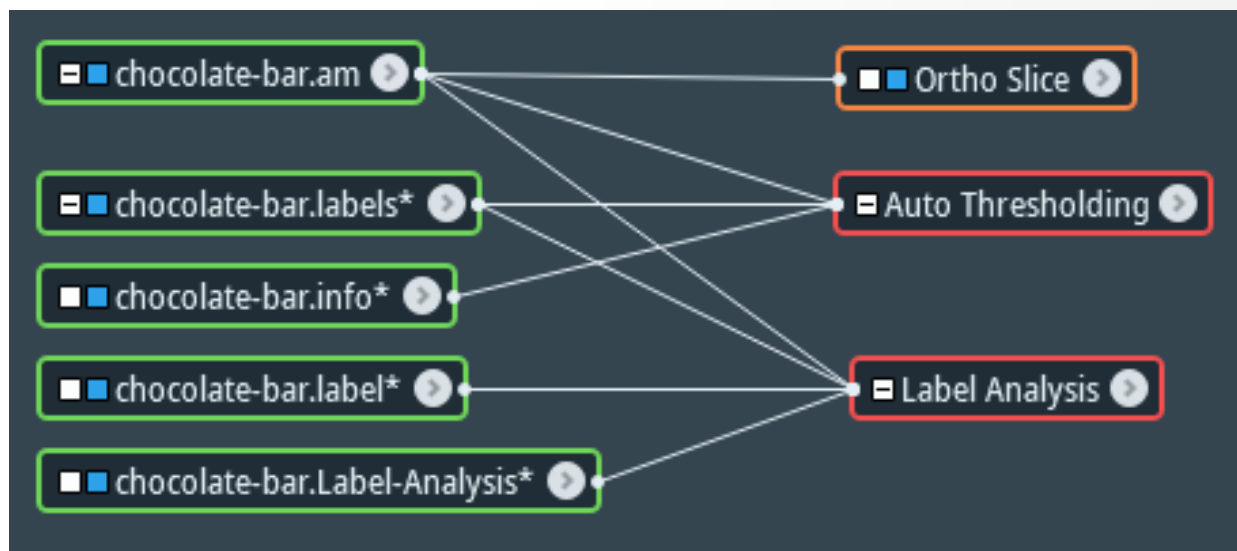 chocolate-bar.am
Ortho Slice
chocolate-bar.labels*
Auto Thresholding
chocolate-bar.info*
chocolate-bar.label*
Label Analysis
chocolate-bar.Label-Analysis*